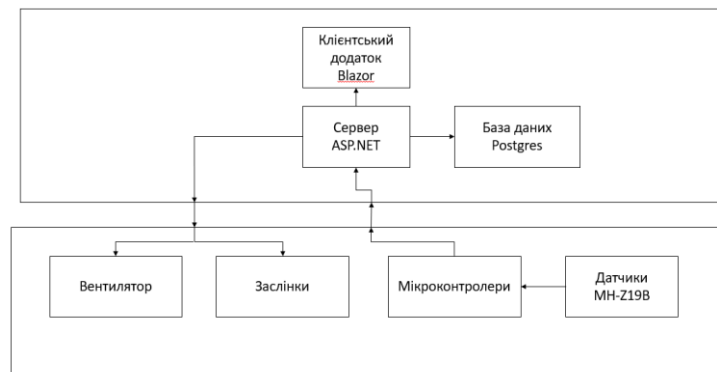 Клієнтський
додаток
Blazor
Сервер
ASP.NET
База даних
Postgres
Вентилятор
Заслінки
Мікроконтролери
Датчики
MH-Z19B